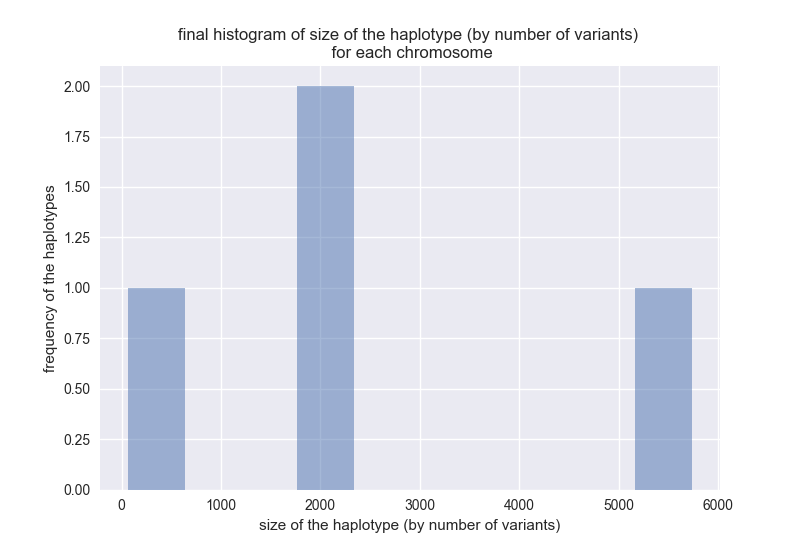 final histogram of size of the haplotype (by number of variants)
for each chromosome
frequency of the haplotypes
2.00
1.75
1.50
1.25
1.00
0.75
0.50
0.25
0.00
0 1000 2000 3000 4000 5000 6000
size of the haplotype (by number of variants)